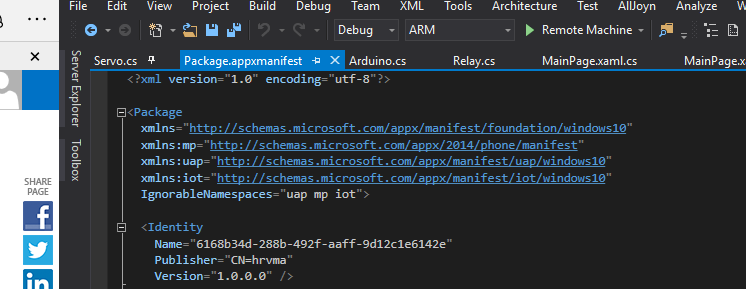 Debug Team XML Tools Architecture Test AllJoyn Analyze
Debug ARM Remote Machine
Servo.cs Package.appxmanifest Arduino.cs Relay.cs MainPage.xaml.cs MainPage.x
Server Explorer
Toolbox
SHARE
PAGE
<?xml version="1.0" encoding="utf-8"?>
<Package
xmlns="http://schemas.microsoft.com/appx/manifest/foundation/windows10"
xmlns:mp="http://schemas.microsoft.com/appx/2014/phone/manifest"
xmlns:uap="http://schemas.microsoft.com/appx/manifest/uap/windows10"
xmlns:iot="http://schemas.microsoft.com/appx/manifest/iot/windows10"
IgnorableNamespaces="uap mp iot">
<Identity
Name="6168b34d-288b-492f-aaff-9d12c1e6142e"
Publisher="CN=hrvma"
Version="1.0.0.0" />